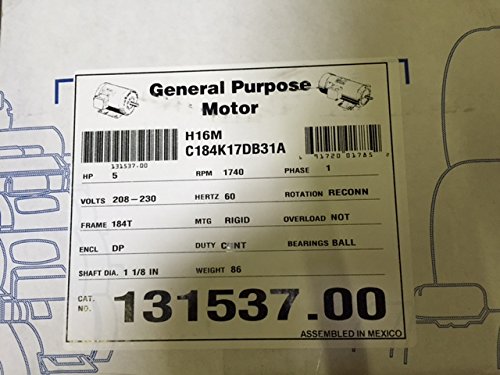 General Purpose
Motor
H16M
C184K17DB31A
131537-00
HP 5 RPM 1740 PHASE 1
VOLTS 208-230 HERTZ 60 ROTATION RECONN
FRAME 184T MTG RIGID OVERLOAD NOT
ENCL DP DUTY CONT BEARINGS BALL
SHAFT DIA. 1 1/8 IN WEIGHT 86
CAT. NO. 131537.00
ASSEMBLED IN MEXICO